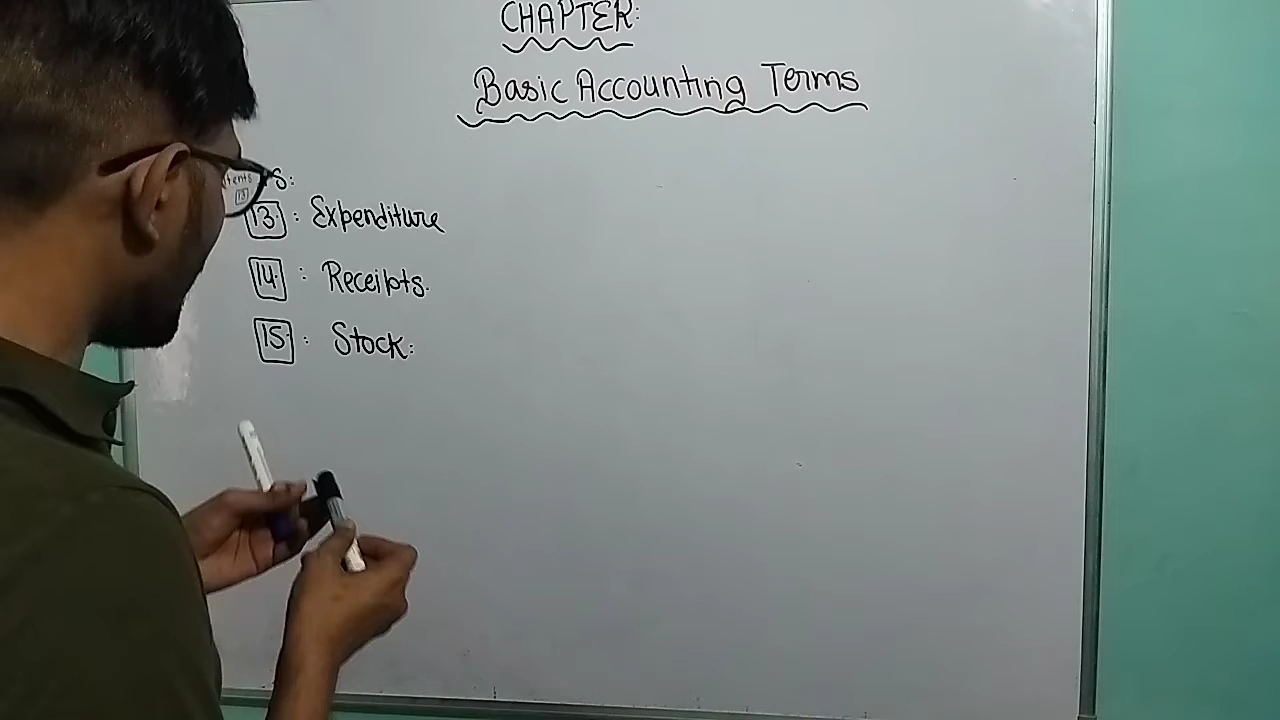 CHAPTER:
Basic Accounting Terms
13 : Expenditure
14 : Receipts.
15 : Stock: